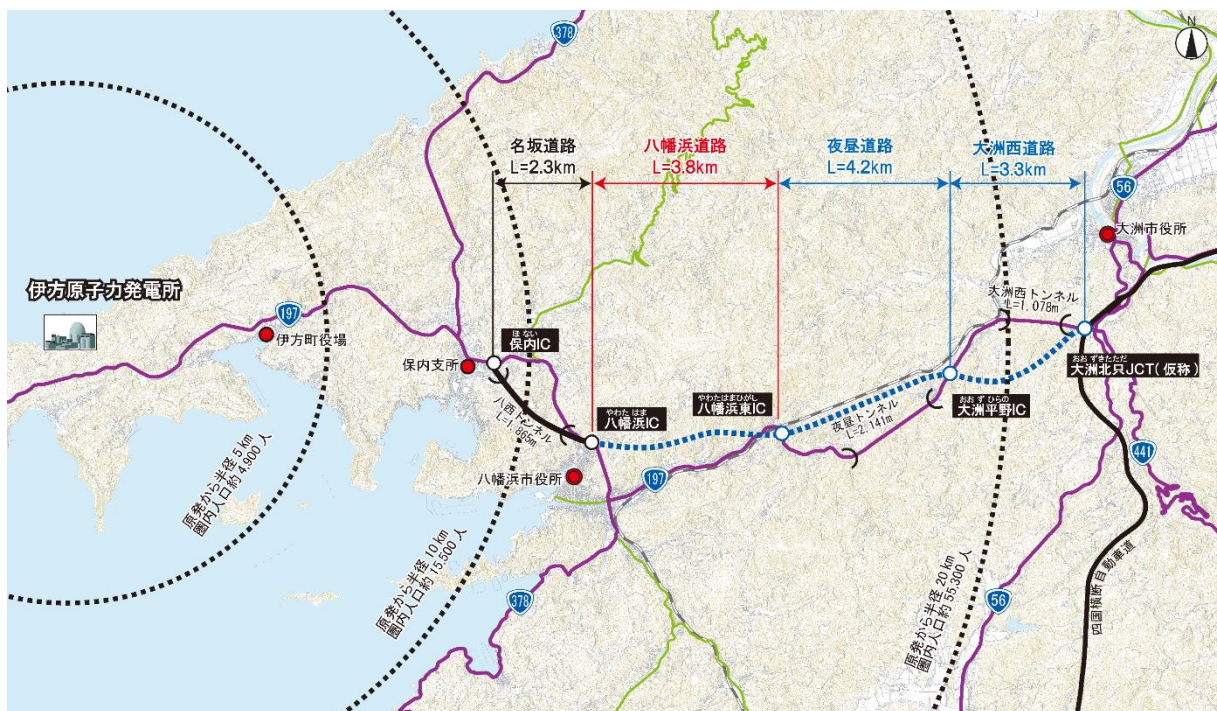 N
378
名坂道路
L=2.3km
八幡浜道路
L=3.8km
夜昼道路
L=4.2km
大洲西道路
L=3.3km
56
大洲市役所
伊方原子力発電所
197
伊方町役場
保内支所
ほない
保内IC
八西トンネル
L=1,865m
やわたはま
八幡浜IC
やわたはまひがし
八幡浜東IC
夜昼トンネル
L=2,141m
おおずひらの
大洲平野IC
大洲西トンネル
L=1,078m
おおずきたただ
大洲北只JCT(仮称)
八幡浜市役所
197
441
原発から半径5km
圏内人口約4,900人
原発から半径10km
圏内人口約15,500人
原発から半径20km
圏内人口約55,300人
378
56
四国横断自動車道